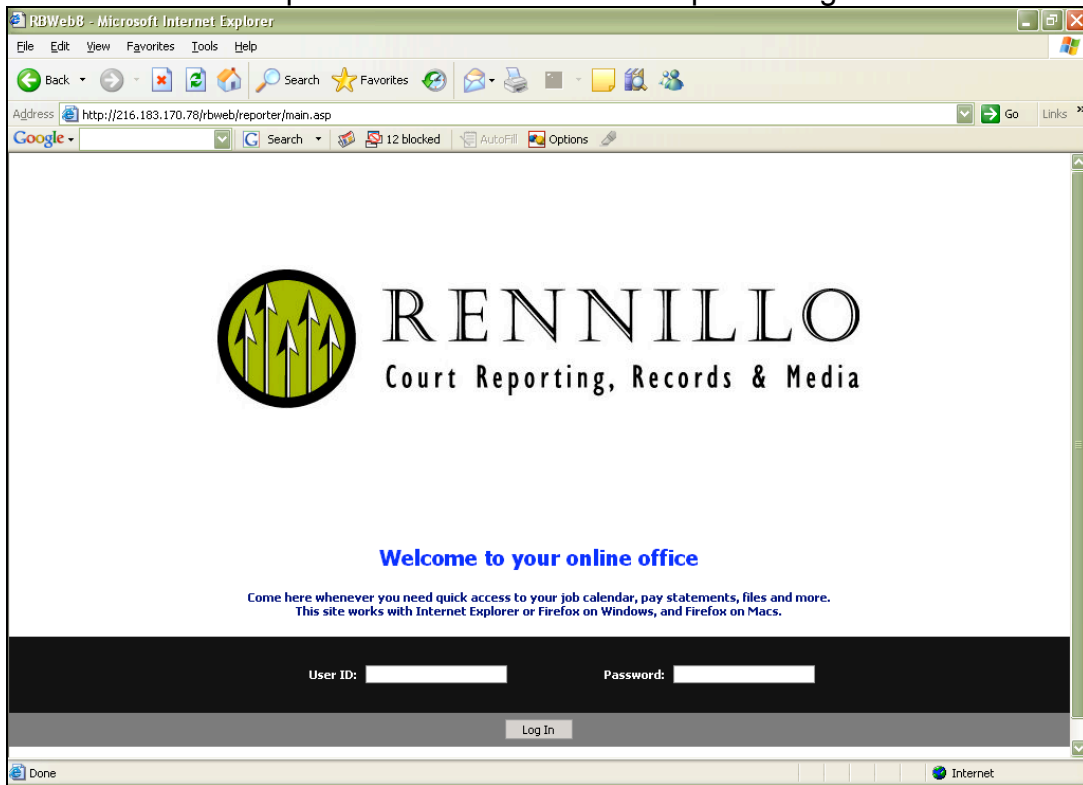 RBWeb8 - Microsoft Internet Explorer
File Edit View Favorites Tools Help
Back Search Favorites
Address http://216.183.170.78/rbweb/reporter/main.asp Go Links »
Google Search 12 blocked AutoFill Options
RENNILLO
Court Reporting, Records & Media
Welcome to your online office
Come here whenever you need quick access to your job calendar, pay statements, files and more.
This site works with Internet Explorer or Firefox on Windows, and Firefox on Macs.
User ID: Password:
Log In
Done Internet